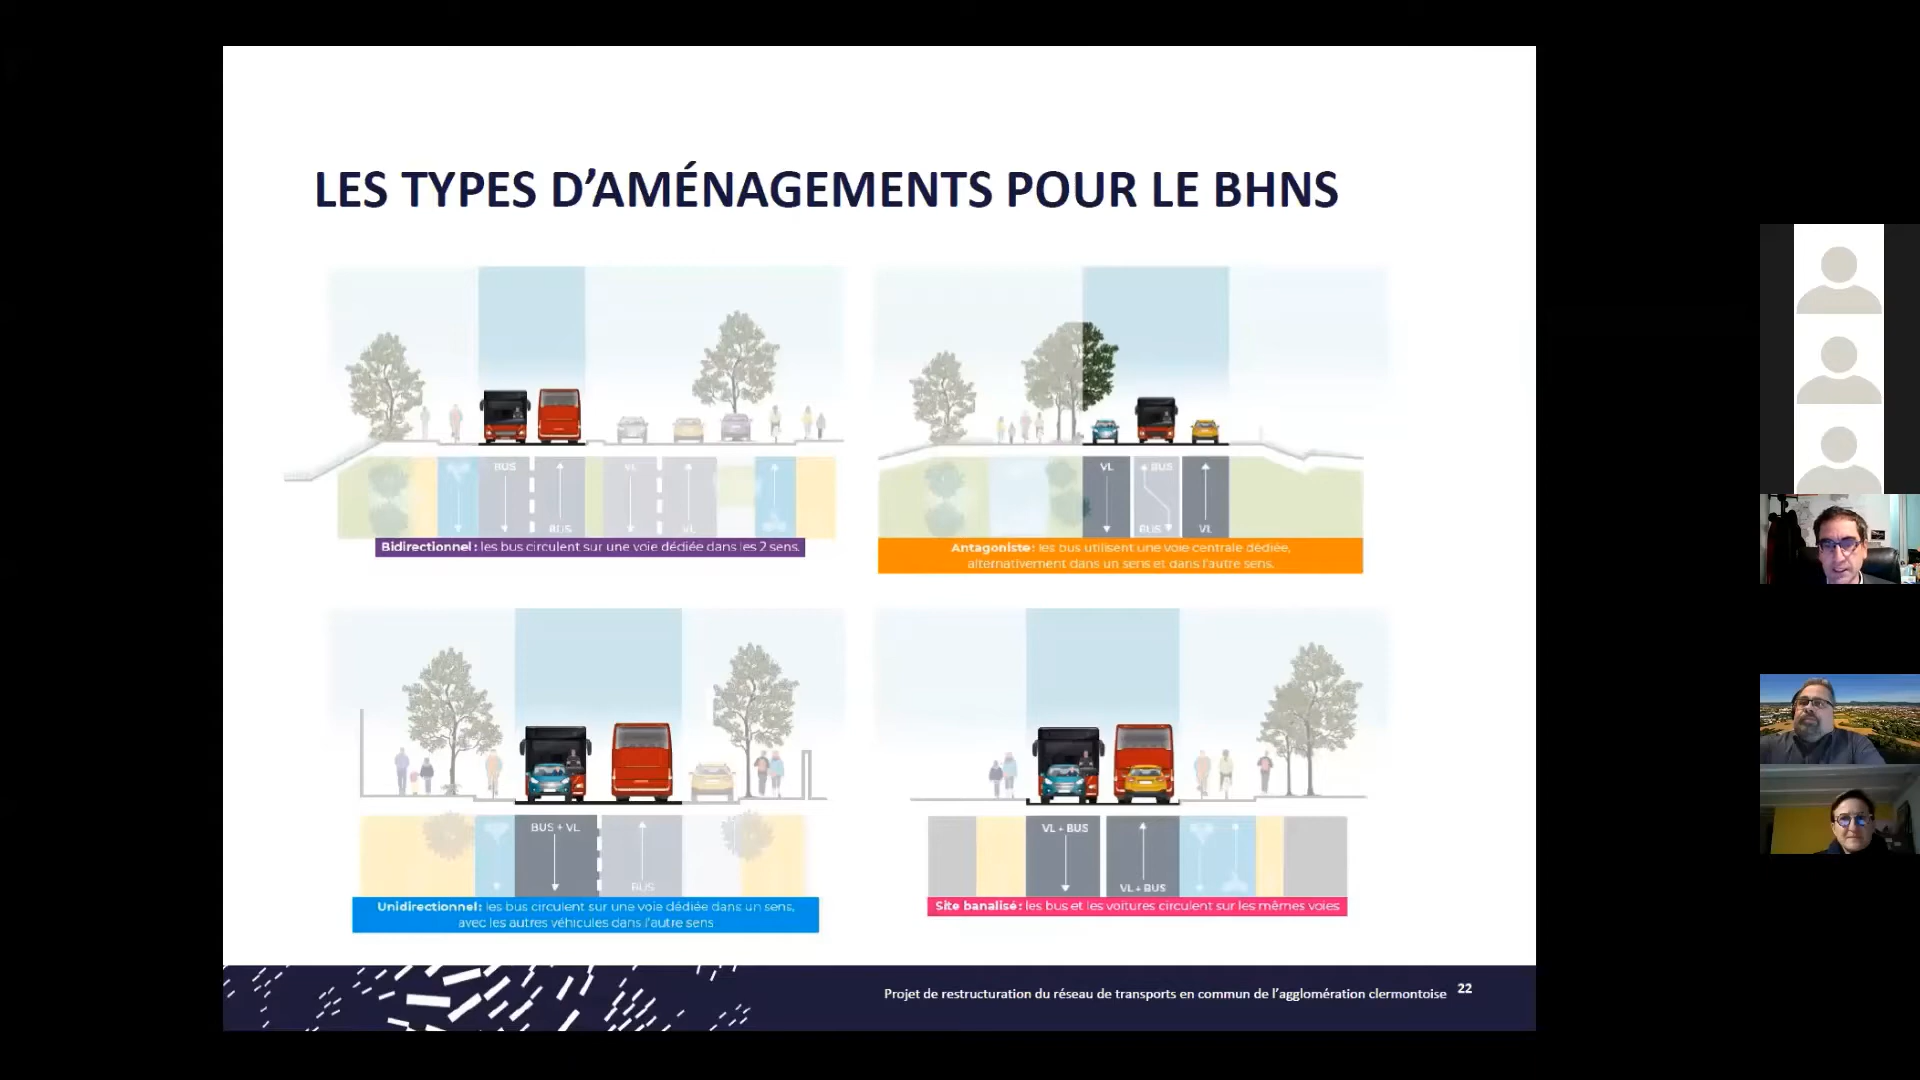 LES TYPES D’AMÉNAGEMENTS POUR LE BHNS
BUS
BUS
VL
VL
Bidirectionnel : les bus circulent sur une voie dédiée dans les 2 sens.
VL
BUS
BUS
VL
Antagoniste : les bus utilisent une voie centrale dédiée,
alternativement dans un sens et dans l'autre sens.
BUS + VL
BUS
Unidirectionnel : les bus circulent sur une voie dédiée dans un sens,
avec les autres véhicules dans l'autre sens
VL + BUS
VL + BUS
Site banalisé : les bus et les voitures circulent sur les mêmes voies
Projet de restructuration du réseau de transports en commun de l’agglomération clermontoise 22